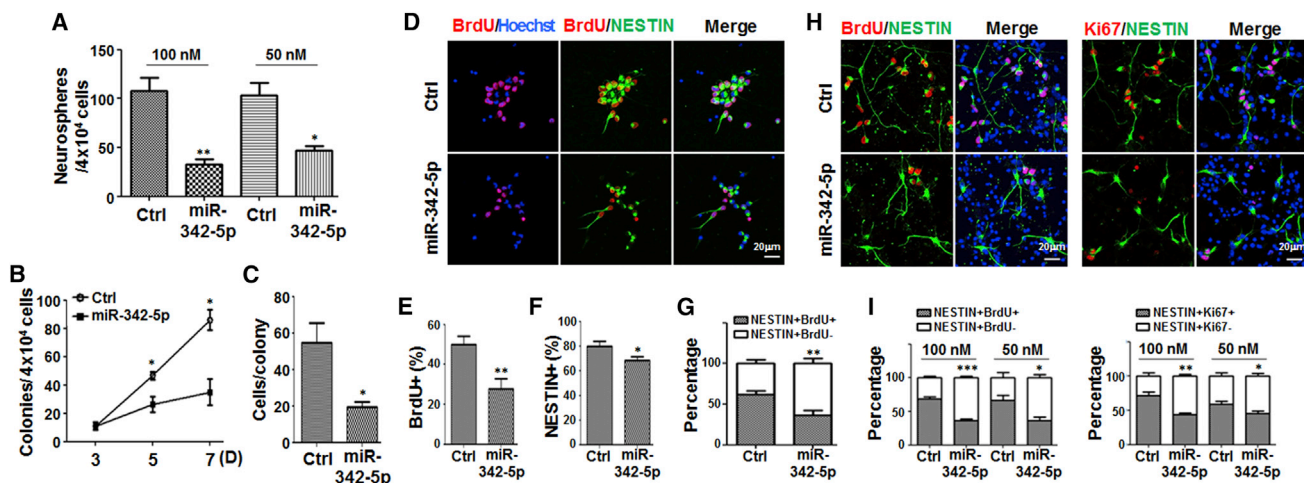 A
100 nM 50 nM
Neurospheres
/4x10⁴ cells
150
100
50
0
Ctrl miR-342-5p Ctrl miR-342-5p
** *
B
Colonies/4x10⁴ cells
100
80
60
40
20
0
Ctrl
miR-342-5p
* *
3 5 7 (D)
C
Cells/colony
80
60
40
20
0
*
Ctrl miR-342-5p
D
BrdU/Hoechst BrdU/NESTIN Merge
Ctrl
miR-342-5p
20µm
E
BrdU+ (%)
60
40
20
0
**
Ctrl miR-342-5p
F
NESTIN+ (%)
100
80
60
40
20
0
*
Ctrl miR-342-5p
G
NESTIN+BrdU+
NESTIN+BrdU-
Percentage
150
100
50
0
**
Ctrl miR-342-5p
H
BrdU/NESTIN Merge Ki67/NESTIN Merge
Ctrl
miR-342-5p
20µm 20µm
I
NESTIN+BrdU+
NESTIN+BrdU-
100 nM 50 nM
Percentage
150
100
50
0
*** *
Ctrl miR-342-5p Ctrl miR-342-5p
NESTIN+Ki67+
NESTIN+Ki67-
100 nM 50 nM
Percentage
150
100
50
0
** *
Ctrl miR-342-5p Ctrl miR-342-5p